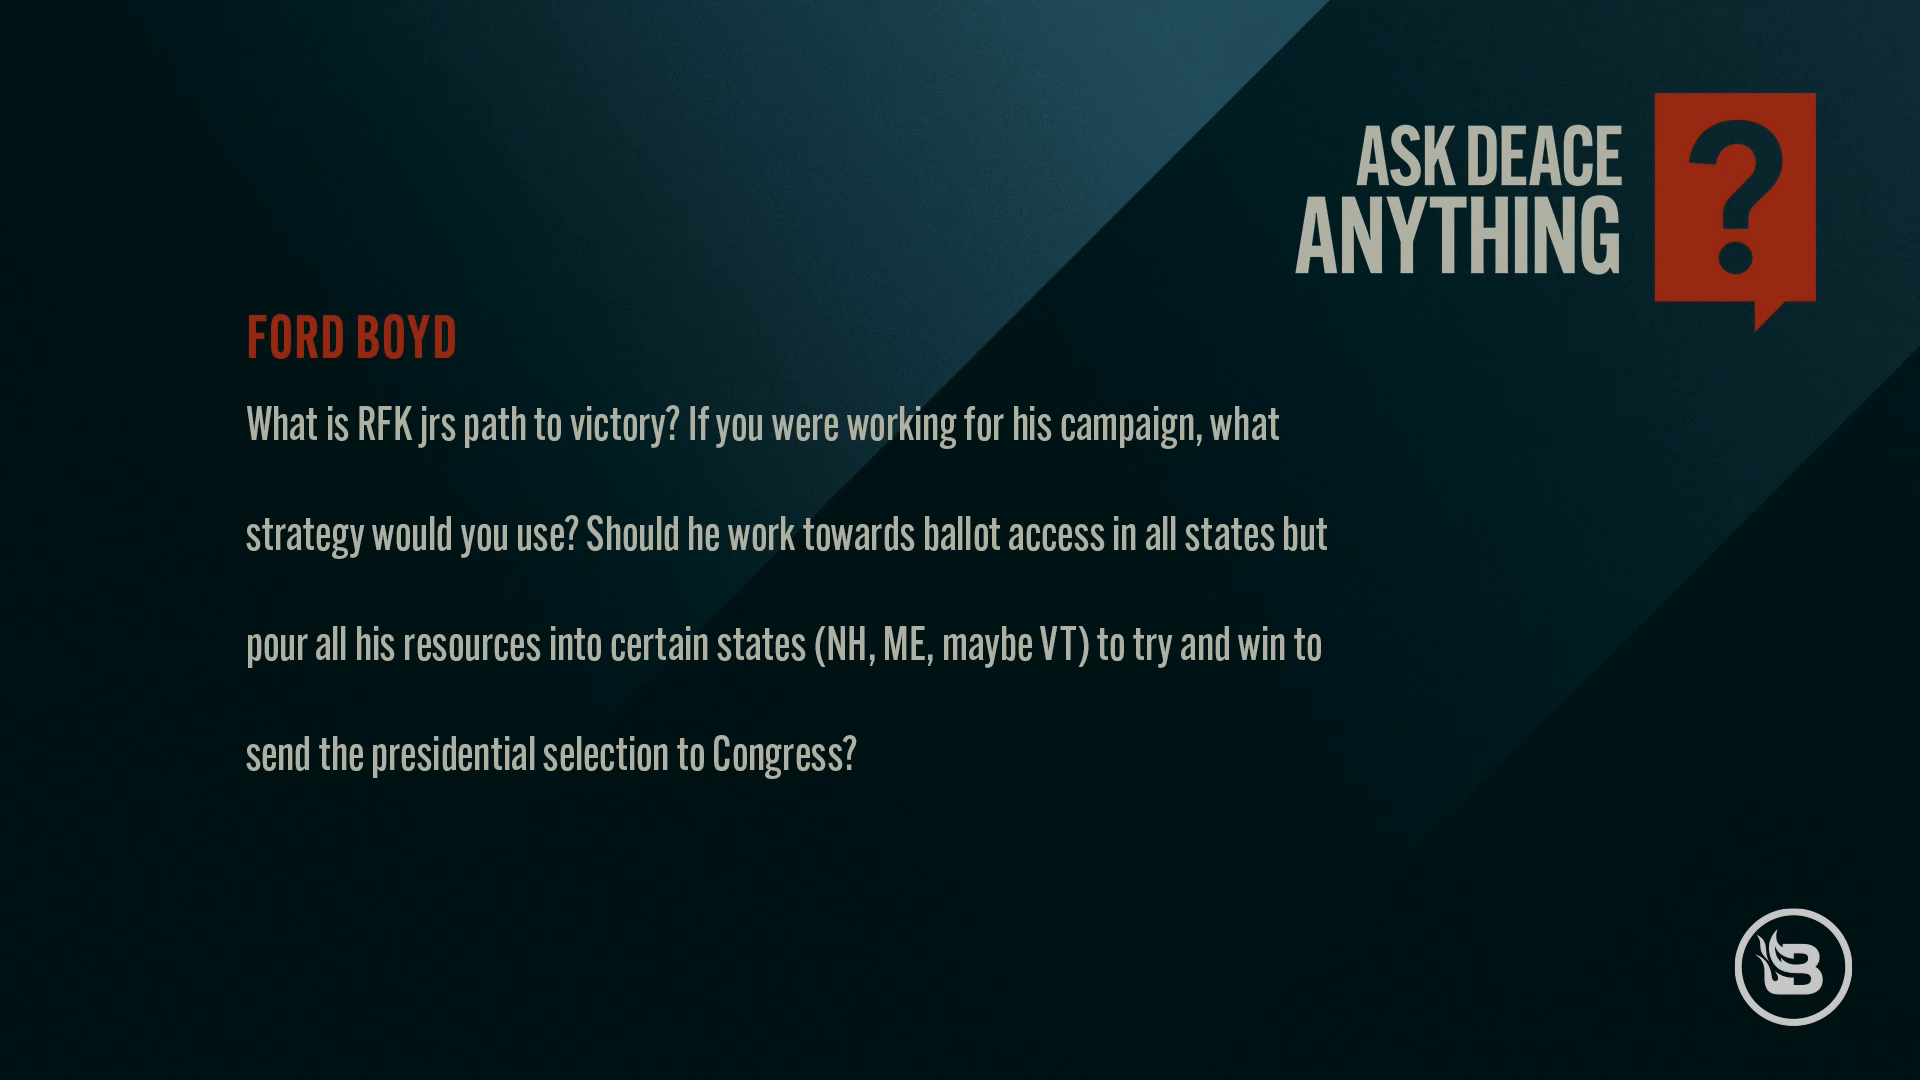 ASK DEACE
ANYTHING
?
FORD BOYD
What is RFK jrs path to victory? If you were working for his campaign, what
strategy would you use? Should he work towards ballot access in all states but
pour all his resources into certain states (NH, ME, maybe VT) to try and win to
send the presidential selection to Congress?
B